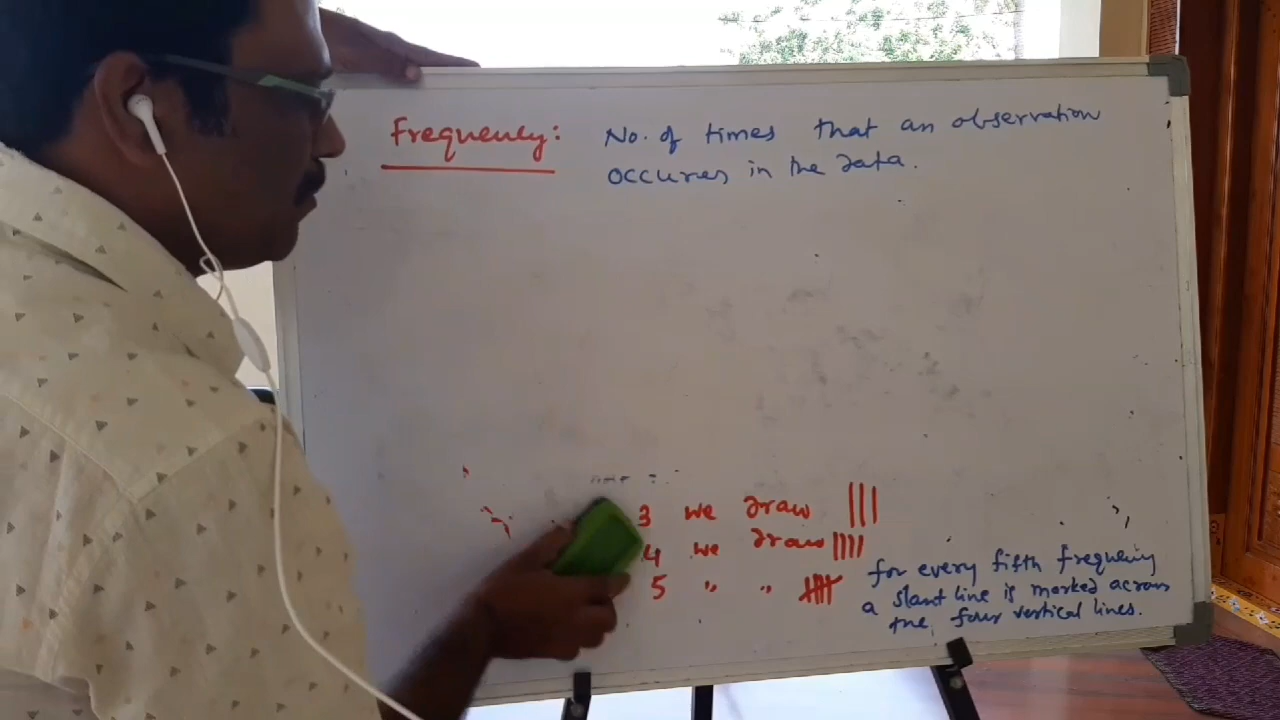 Frequency: No. of times that an observation
occures in the data.
3 we draw ||||
4 we draw ||||
5 " " 
for every fifth frequency
a slant line is marked across
the four vertical lines.